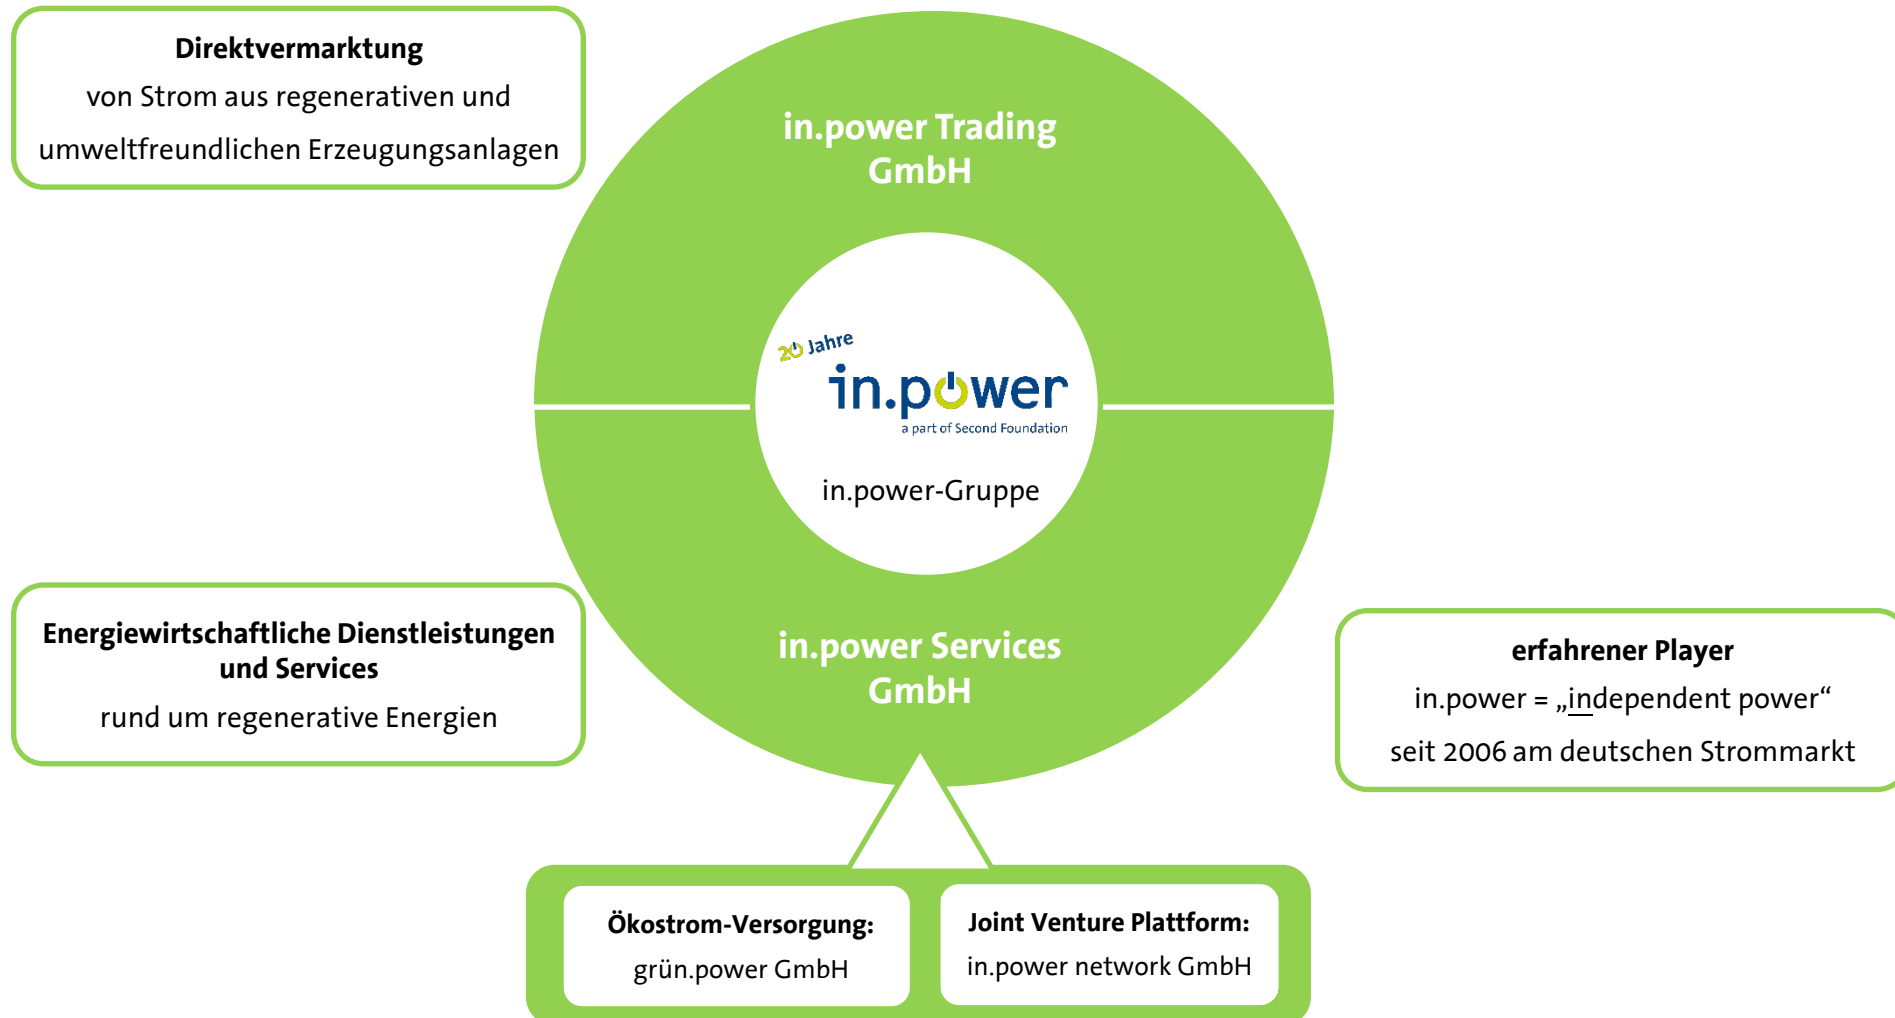 Direktvermarktung
von Strom aus regenerativen und
umweltfreundlichen Erzeugungsanlagen
in.power Trading
GmbH
20 Jahre
in.power
a part of Second Foundation
in.power-Gruppe
Energiewirtschaftliche Dienstleistungen
und Services
rund um regenerative Energien
in.power Services
GmbH
erfahrener Player
in.power = „independent power“
seit 2006 am deutschen Strommarkt
Ökostrom-Versorgung:
grün.power GmbH
Joint Venture Plattform:
in.power network GmbH